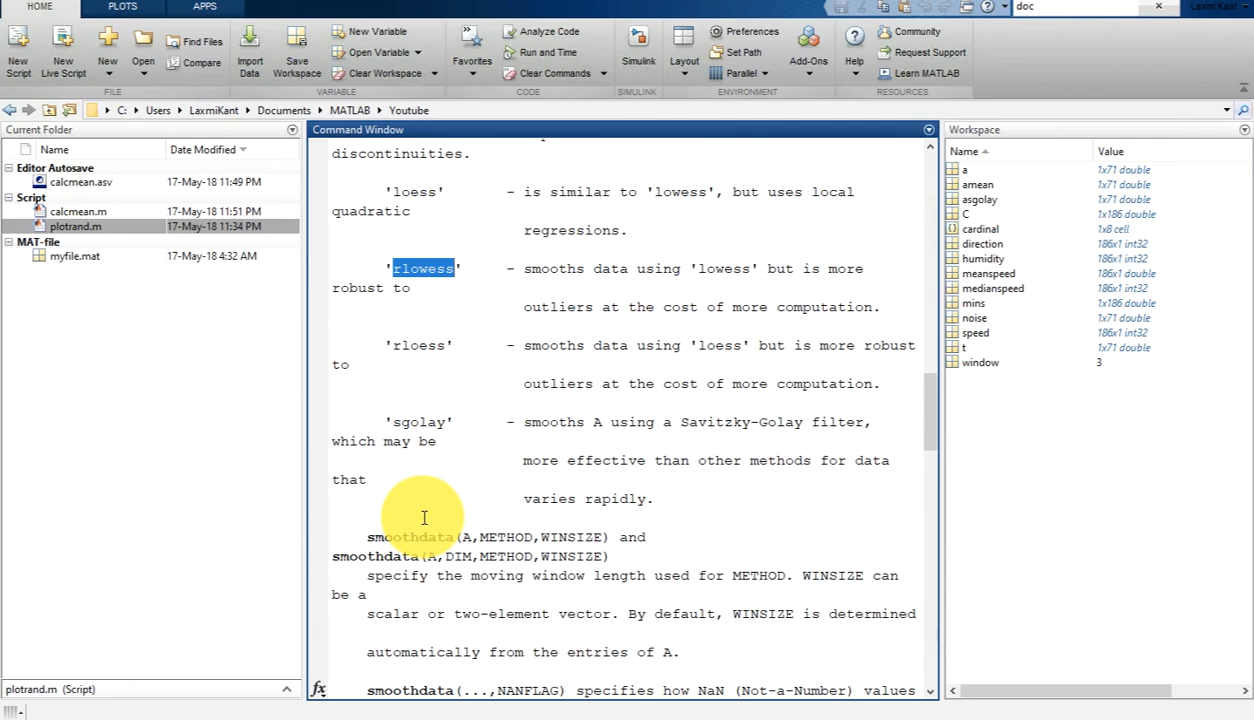 HOME PLOTS APPS doc Laxmi Kant
New Script New Live Script New Open Find Files Compare Import Data Save Workspace New Variable Open Variable Clear Workspace Favorites Analyze Code Run and Time Clear Commands Simulink Layout Preferences Set Path Parallel Add-Ons Help Community Request Support Learn MATLAB
FILE VARIABLE CODE SIMULINK ENVIRONMENT RESOURCES
C: Users LaxmiKant Documents MATLAB Youtube
Current Folder
Name Date Modified
Editor Autosave
calcmean.asv 17-May-18 11:49 PM
Script
calcmean.m 17-May-18 11:51 PM
plotrand.m 17-May-18 11:34 PM
MAT-file
myfile.mat 17-May-18 4:32 AM
plotrand.m (Script)
Command Window
discontinuities.
'loess' - is similar to 'lowess', but uses local
quadratic
regressions.
'rlowess' - smooths data using 'lowess' but is more
robust to
outliers at the cost of more computation.
'rloess' - smooths data using 'loess' but is more robust
to
outliers at the cost of more computation.
'sgolay' - smooths A using a Savitzky-Golay filter,
which may be
more effective than other methods for data
that
varies rapidly.
smoothdata(A,METHOD,WINSIZE) and
smoothdata(A,DIM,METHOD,WINSIZE)
specify the moving window length used for METHOD. WINSIZE can
be a
scalar or two-element vector. By default, WINSIZE is determined
automatically from the entries of A.
smoothdata(...,NANFLAG) specifies how NaN (Not-a-Number) values
fx
Workspace
Name Value
a 1x71 double
amean 1x71 double
asgolay 1x71 double
C 1x186 double
cardinal 1x8 cell
direction 186x1 int32
humidity 186x1 int32
meanspeed 1x71 double
medianspeed 1x71 double
mins 1x186 double
noise 1x71 double
speed 186x1 int32
t 1x71 double
window 3